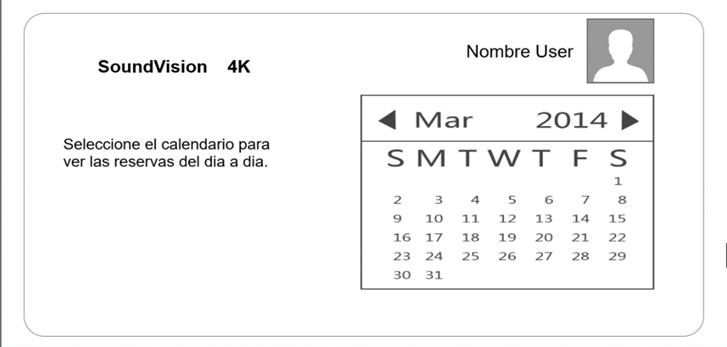 SoundVision 4K
Nombre User
Seleccione el calendario para
ver las reservas del dia a dia.
Mar 2014
S M T W T F S
1
2 3 4 5 6 7 8
9 10 11 12 13 14 15
16 17 18 19 20 21 22
23 24 25 26 27 28 29
30 31